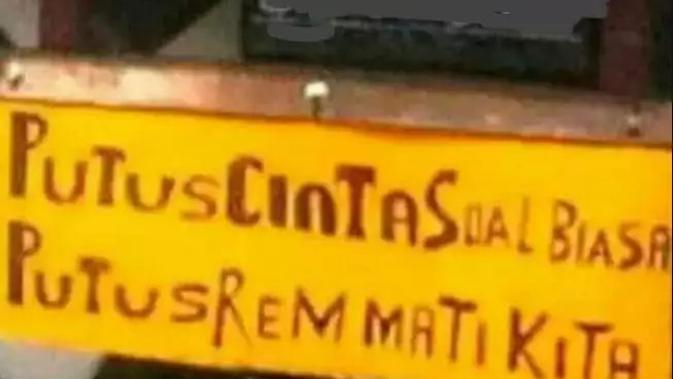 PUTUS CINTA SOAL BIASA
PUTUS REM MATI KITA